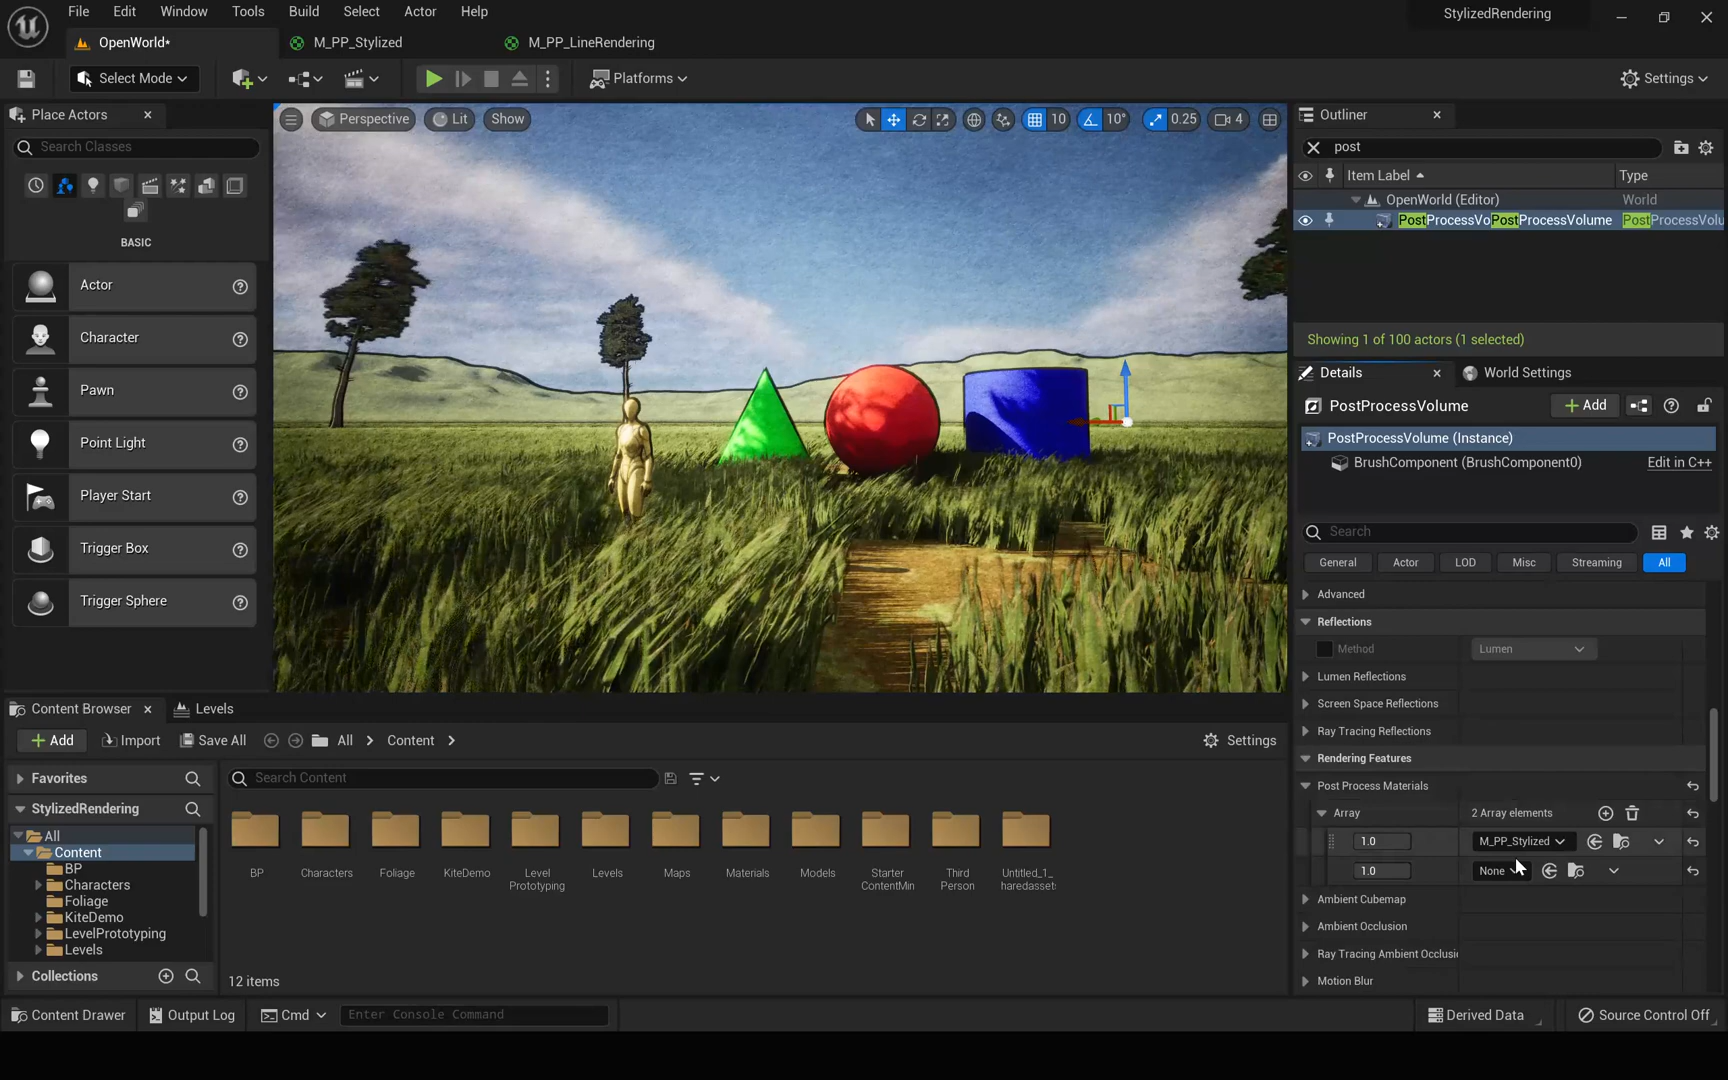 File Edit Window Tools Build Select Actor Help
StylizedRendering
OpenWorld*
M_PP_Stylized
M_PP_LineRendering
Select Mode
Platforms
Settings
Place Actors
Search Classes
BASIC
Actor
Character
Pawn
Point Light
Player Start
Trigger Box
Trigger Sphere
Perspective
Lit
Show
10
10°
0.25
4
Outliner
post
Item Label
Type
OpenWorld (Editor)
World
PostProcessVoPostProcessVolume
PostProcessVolu
Showing 1 of 100 actors (1 selected)
Details
World Settings
PostProcessVolume
Add
PostProcessVolume (Instance)
BrushComponent (BrushComponent0)
Edit in C++
Search
General
Actor
LOD
Misc
Streaming
All
Advanced
Reflections
Method
Lumen
Lumen Reflections
Screen Space Reflections
Ray Tracing Reflections
Rendering Features
Post Process Materials
Array
2 Array elements
1.0
M_PP_Stylized
1.0
None
Ambient Cubemap
Ambient Occlusion
Ray Tracing Ambient Occlusi
Motion Blur
Content Browser
Levels
Add
Import
Save All
All
Content
Settings
Favorites
StylizedRendering
All
Content
BP
Characters
Foliage
KiteDemo
LevelPrototyping
Levels
Collections
Search Content
BP
Characters
Foliage
KiteDemo
Level
Prototyping
Levels
Maps
Materials
Models
Starter
ContentMin
Third
Person
Untitled_1_
haredasset:
12 items
Content Drawer
Output Log
Cmd
Enter Console Command
Derived Data
Source Control Off